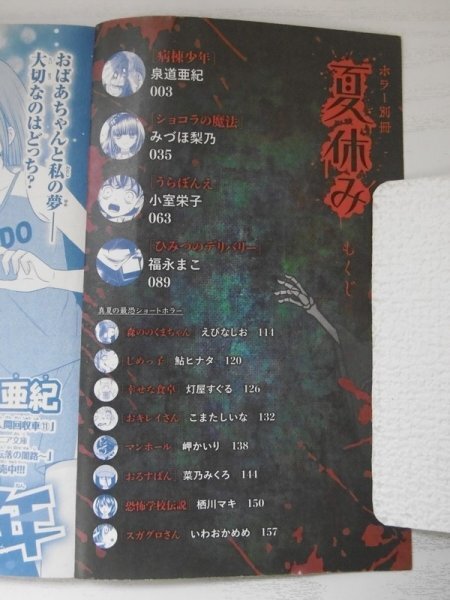 ホラー別冊
夏休み
もくじ
「病棟少年」
泉道亜紀
003
「ショコラの魔法」
みづほ梨乃
035
「うらぼんえ」
小室栄子
063
「ひみつのデリバリー」
福永まこ
089
真夏の最恐ショートホラー
森ののくまちゃん えびなしお 114
しめっ子 鮎ヒナタ 120
幸せな食卓 灯屋すぐる 126
おキレイさん こまたしいな 132
マンホール 岬かいり 138
おるすばん 菜乃みくろ 144
恐怖学校伝説 栖川マキ 150
スガグロさん いわおかめめ 157
おばあちゃんと私の夢──
大切なのはどっち?
DO
亜紀
年